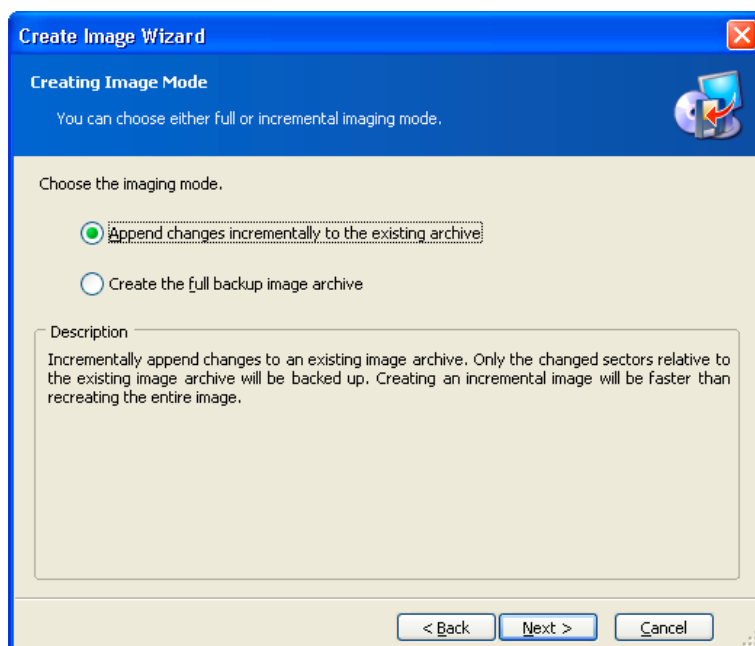 Create Image Wizard
Creating Image Mode
You can choose either full or incremental imaging mode.
Choose the imaging mode.
Append changes incrementally to the existing archive
Create the full backup image archive
Description
Incrementally append changes to an existing image archive. Only the changed sectors relative to
the existing image archive will be backed up. Creating an incremental image will be faster than
recreating the entire image.
< Back Next > Cancel